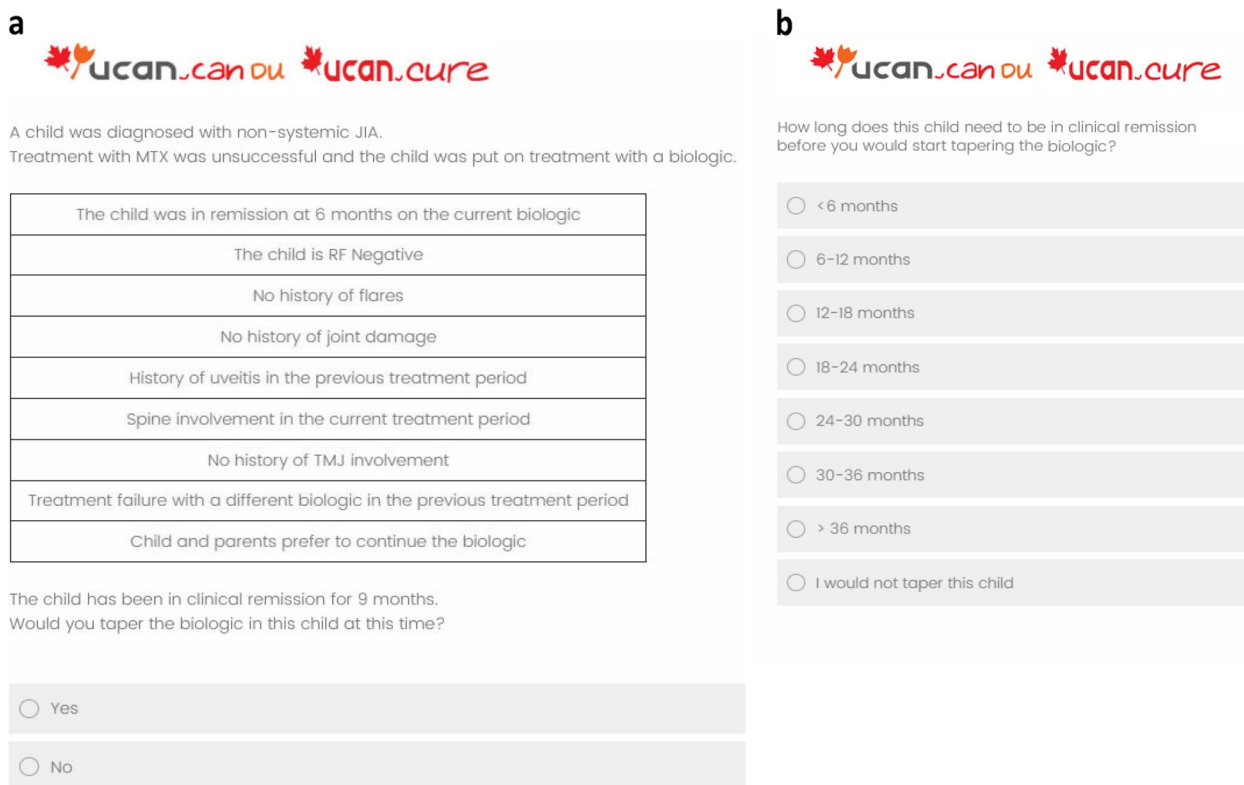 a
ucan.can DU ucan.cure
A child was diagnosed with non-systemic JIA.
Treatment with MTX was unsuccessful and the child was put on treatment with a biologic.
The child was in remission at 6 months on the current biologic
The child is RF Negative
No history of flares
No history of joint damage
History of uveitis in the previous treatment period
Spine involvement in the current treatment period
No history of TMJ involvement
Treatment failure with a different biologic in the previous treatment period
Child and parents prefer to continue the biologic
The child has been in clinical remission for 9 months.
Would you taper the biologic in this child at this time?
Yes
No
b
ucan.can DU ucan.cure
How long does this child need to be in clinical remission
before you would start tapering the biologic?
<6 months
6-12 months
12-18 months
18-24 months
24-30 months
30-36 months
> 36 months
I would not taper this child